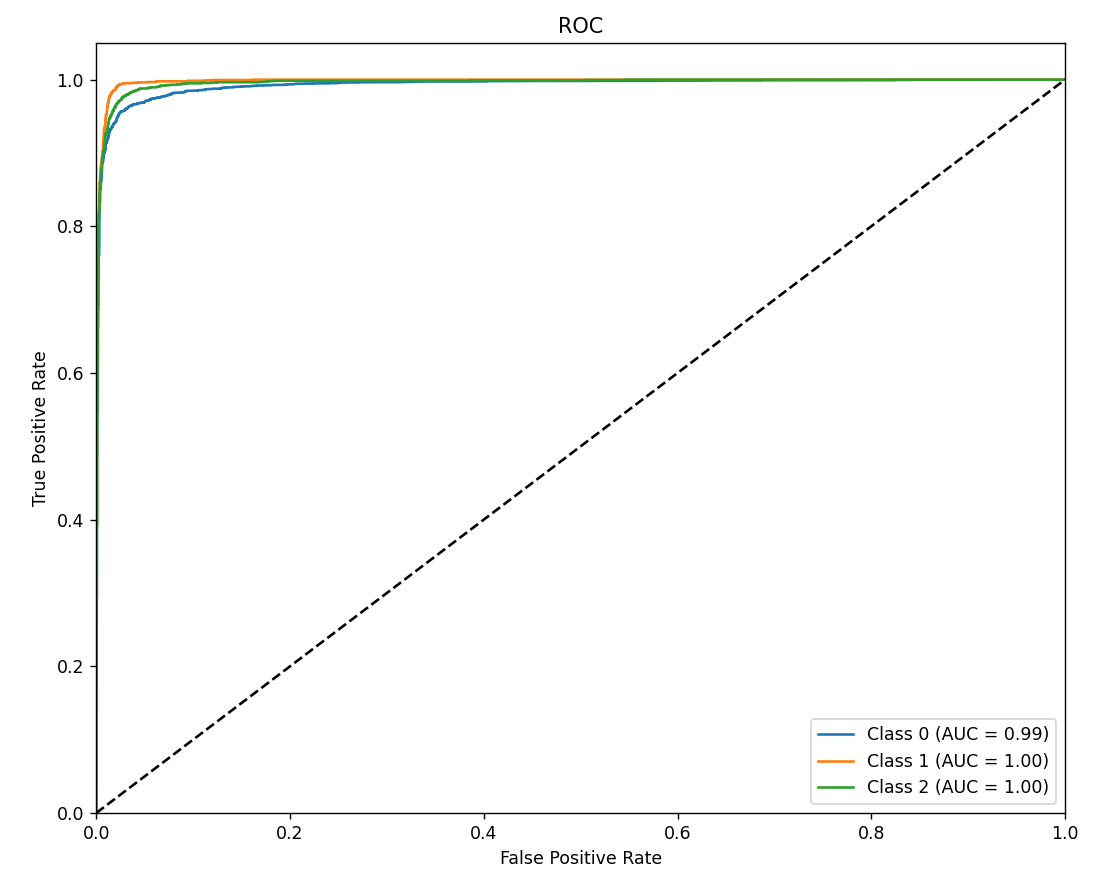 ROC
1.0
0.8
0.6
0.4
0.2
0.0
True Positive Rate
0.0 0.2 0.4 0.6 0.8 1.0
False Positive Rate
Class 0 (AUC = 0.99)
Class 1 (AUC = 1.00)
Class 2 (AUC = 1.00)